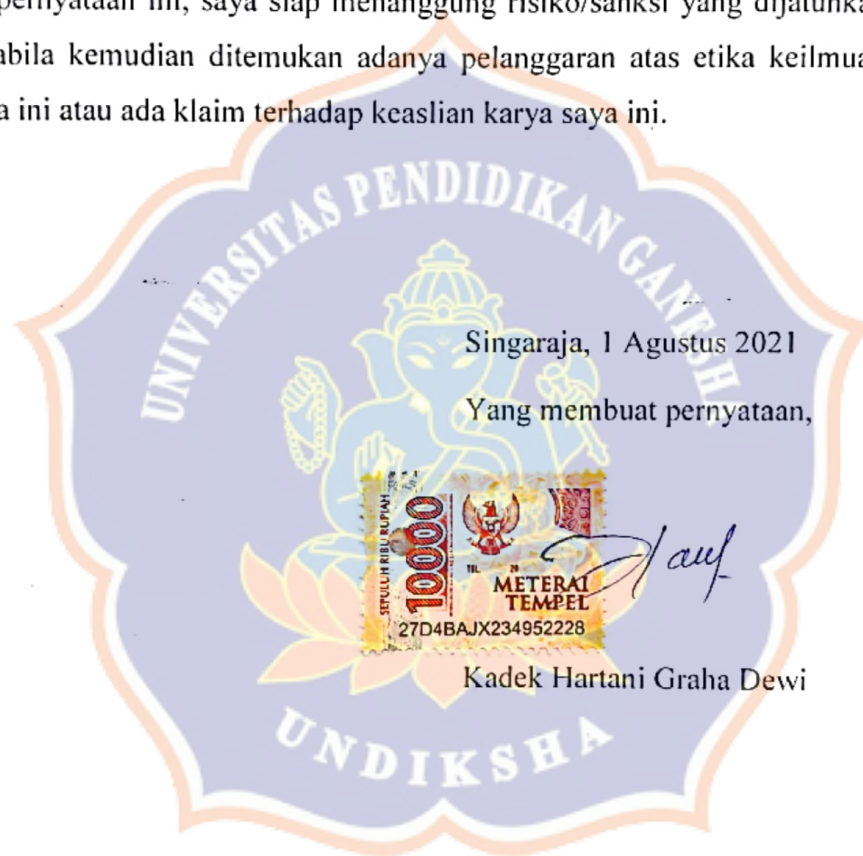 pernyataan ini, saya siap menanggung risiko/sanksi yang dijatuhka
abila kemudian ditemukan adanya pelanggaran atas etika keilmua
a ini atau ada klaim terhadap keaslian karya saya ini.
UNIVERSITAS PENDIDIKAN GANESHA
Singaraja, 1 Agustus 2021
Yang membuat pernyataan,
SEPULUH RIBU RUPIAH
10000
METERAI
TEMPEL
27D4BAJX234952228
Kadek Hartani Graha Dewi
UNDIKSHA